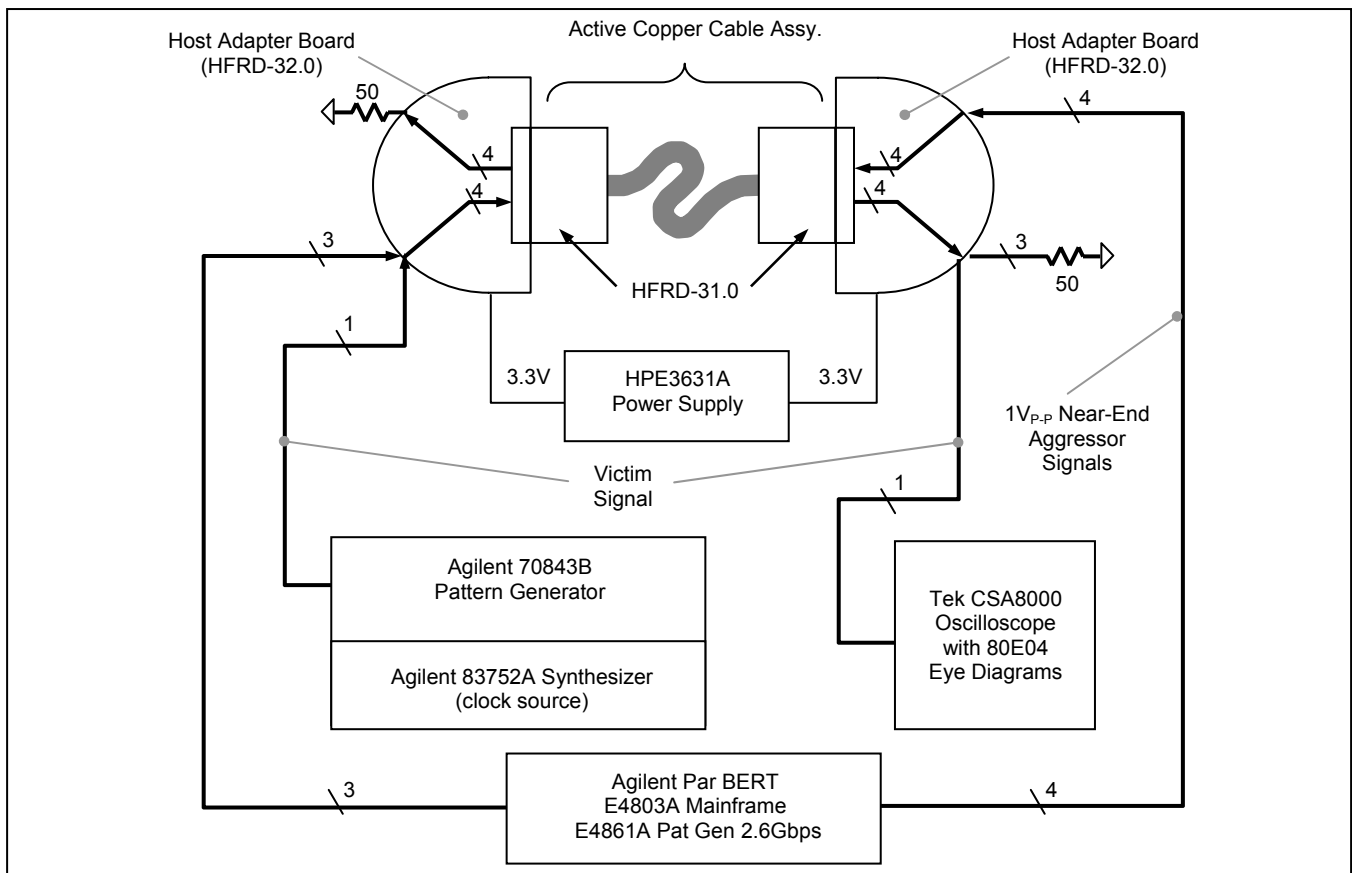 Active Copper Cable Assy.
Host Adapter Board
(HFRD-32.0)
Host Adapter Board
(HFRD-32.0)
50
4
4
4
4
4
3
3
50
HFRD-31.0
1
3.3V
HPE3631A
Power Supply
3.3V
1VP-P Near-End
Aggressor
Signals
Victim
Signal
1
Agilent 70843B
Pattern Generator
Agilent 83752A Synthesizer
(clock source)
Tek CSA8000
Oscilloscope
with 80E04
Eye Diagrams
3
Agilent Par BERT
E4803A Mainframe
E4861A Pat Gen 2.6Gbps
4